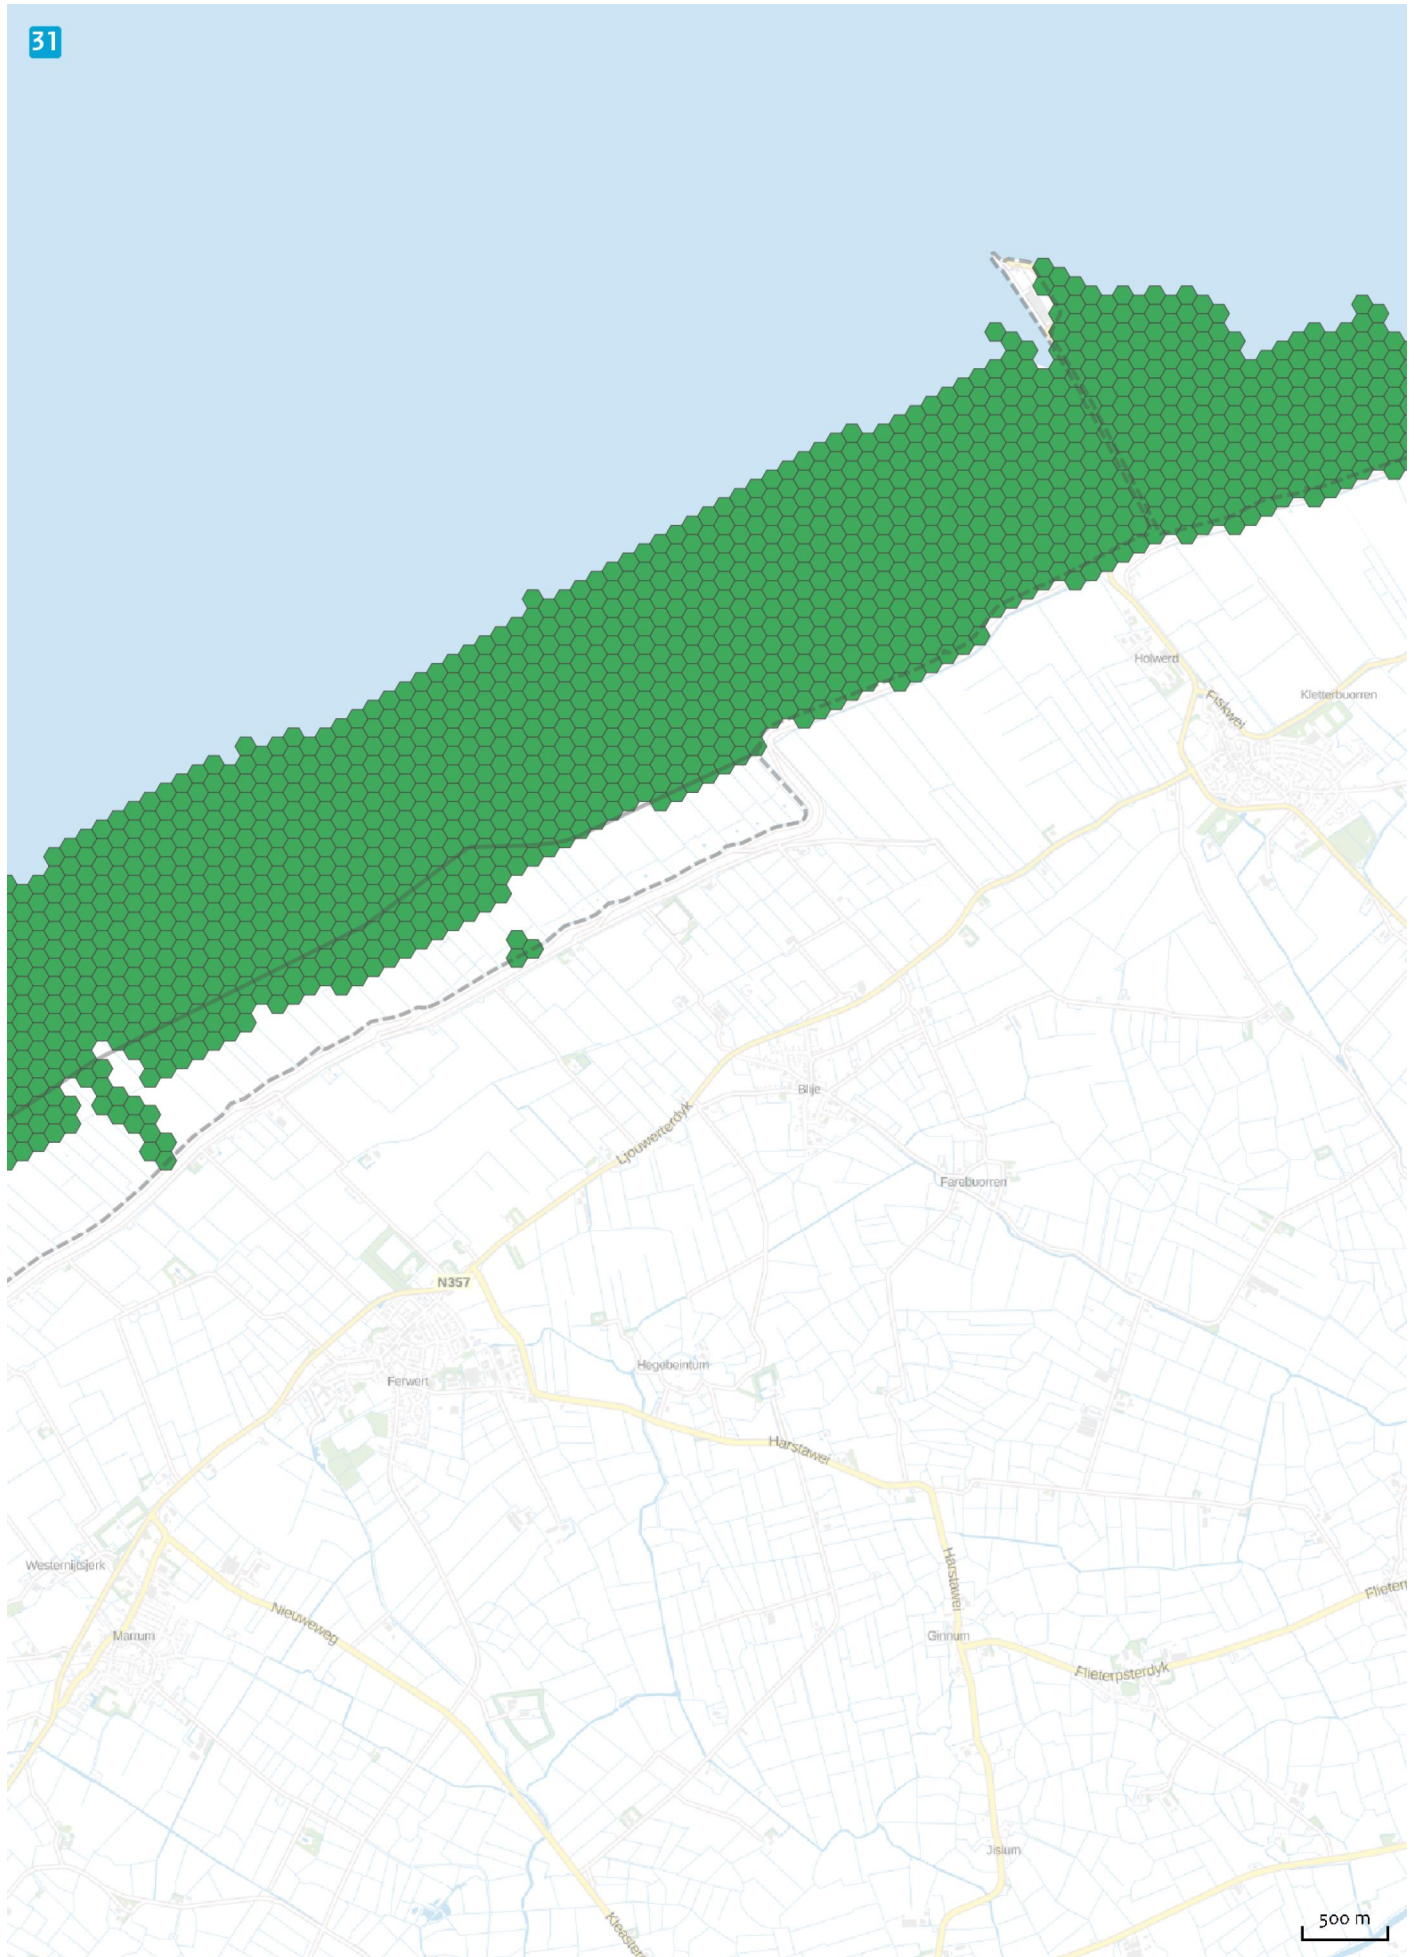 31
Holwerd
Fiskwei
Kletterbuorren
Blije
Ljouwerterdyk
Farebuorren
N357
Hegebeintum
Ferwert
Harstawei
Westernijtsjerk
Harstawei
Nieuweweg
Marrum
Ginnum
Flieterpsterdyk
Jislum
500 m